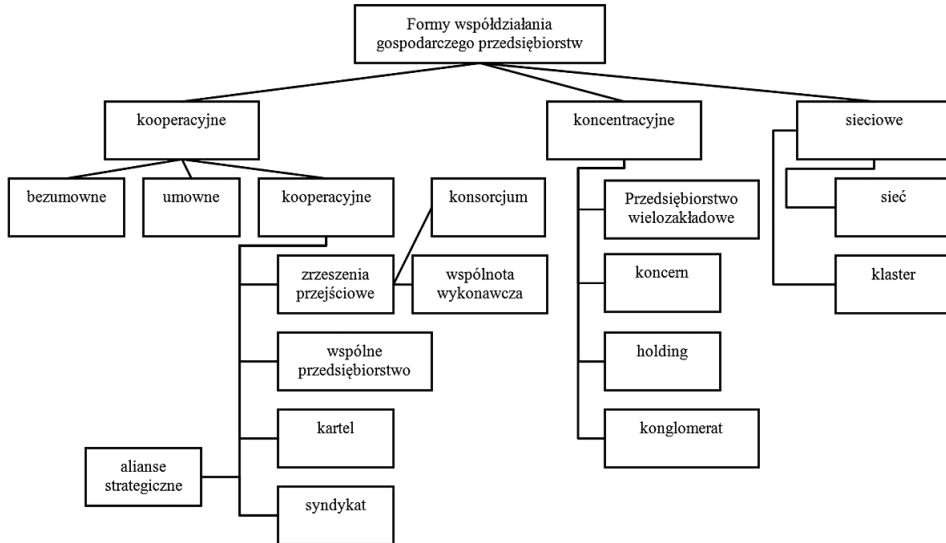 Formy współdziałania
gospodarczego przedsiębiorstw
kooperacyjne
koncentracyjne
sieciowe
bezumowne
umowne
kooperacyjne
konsorcjum
Przedsiębiorstwo
wielozakładowe
sieć
zrzeszenia
przejściowe
wspólnota
wykonawcza
koncern
klaster
wspólne
przedsiębiorstwo
holding
kartel
konglomerat
alianse
strategiczne
syndykat